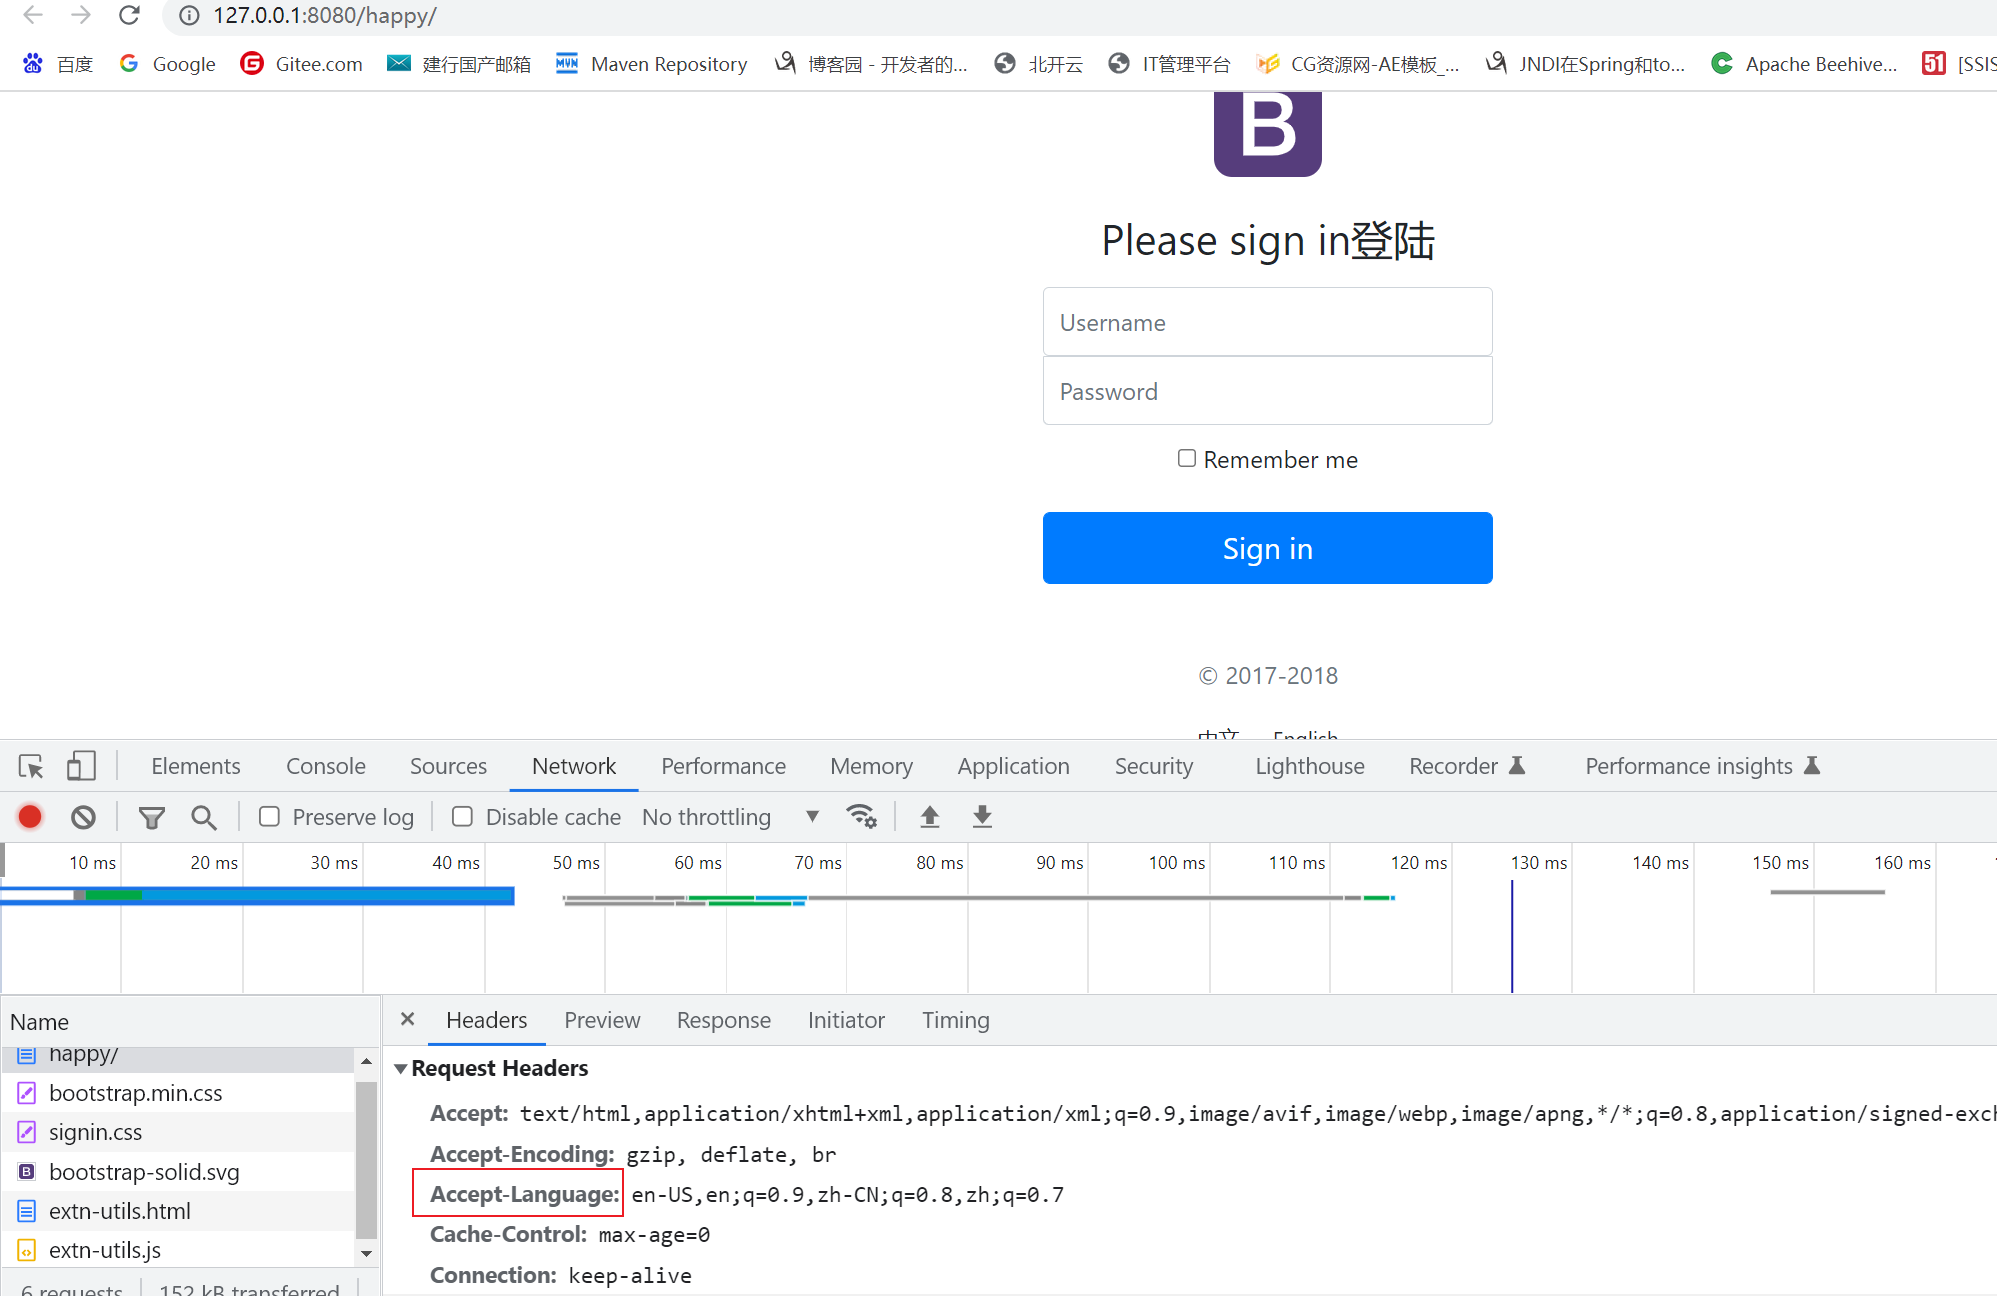 127.0.0.1:8080/happy/
百度 Google Gitee.com 建行国产邮箱 Maven Repository 博客园 - 开发者的... 北开云 IT管理平台 CG资源网-AE模板_... JNDI在Spring和to... Apache Beehive... 51 [SSIS
B
Please sign in登陆
Username
Password
Remember me
Sign in
© 2017-2018
中文 English
Elements Console Sources Network Performance Memory Application Security Lighthouse Recorder Performance insights
Preserve log Disable cache No throttling
10 ms 20 ms 30 ms 40 ms 50 ms 60 ms 70 ms 80 ms 90 ms 100 ms 110 ms 120 ms 130 ms 140 ms 150 ms 160 ms
Name
happy/
bootstrap.min.css
signin.css
bootstrap-solid.svg
extn-utils.html
extn-utils.js
6 requests 152 kB transferred
Headers Preview Response Initiator Timing
Request Headers
Accept: text/html,application/xhtml+xml,application/xml;q=0.9,image/avif,image/webp,image/apng,*/*;q=0.8,application/signed-exch
Accept-Encoding: gzip, deflate, br
Accept-Language: en-US,en;q=0.9,zh-CN;q=0.8,zh;q=0.7
Cache-Control: max-age=0
Connection: keep-alive